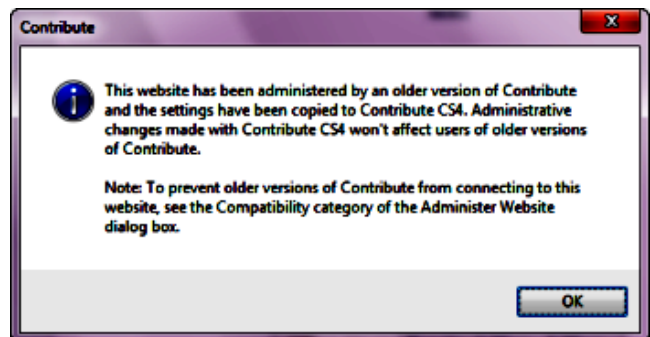 Contribute
X
This website has been administered by an older version of Contribute
and the settings have been copied to Contribute CS4. Administrative
changes made with Contribute CS4 won't affect users of older versions
of Contribute.
Note: To prevent older versions of Contribute from connecting to this
website, see the Compatibility category of the Administer Website
dialog box.
OK